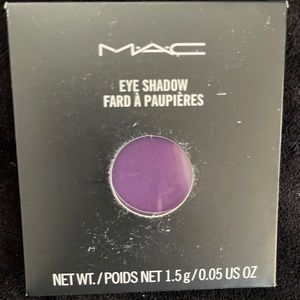 MAC
EYE SHADOW
FARD À PAUPIÈRES
NET WT./POIDS NET 1.5 g/0.05 US OZ